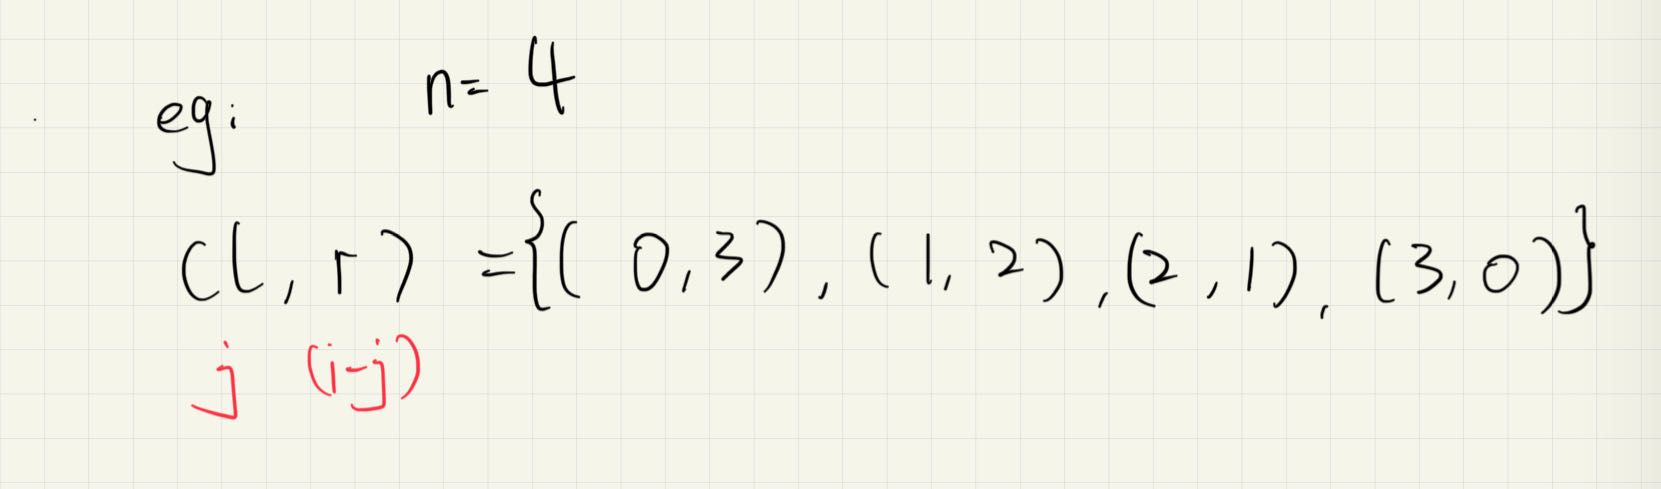 eg: n= 4
(l, r) ={( 0,3), (1, 2), (2, 1), (3, 0)}
j (i-j)